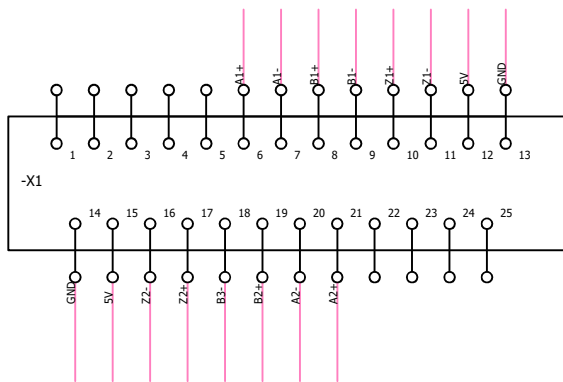 A1+ A1- B1+ B1- Z1+ Z1- 5V GND
1 2 3 4 5 6 7 8 9 10 11 12 13
-X1
14 15 16 17 18 19 20 21 22 23 24 25
GND 5V Z2- Z2+ B3- B2+ A2- A2+